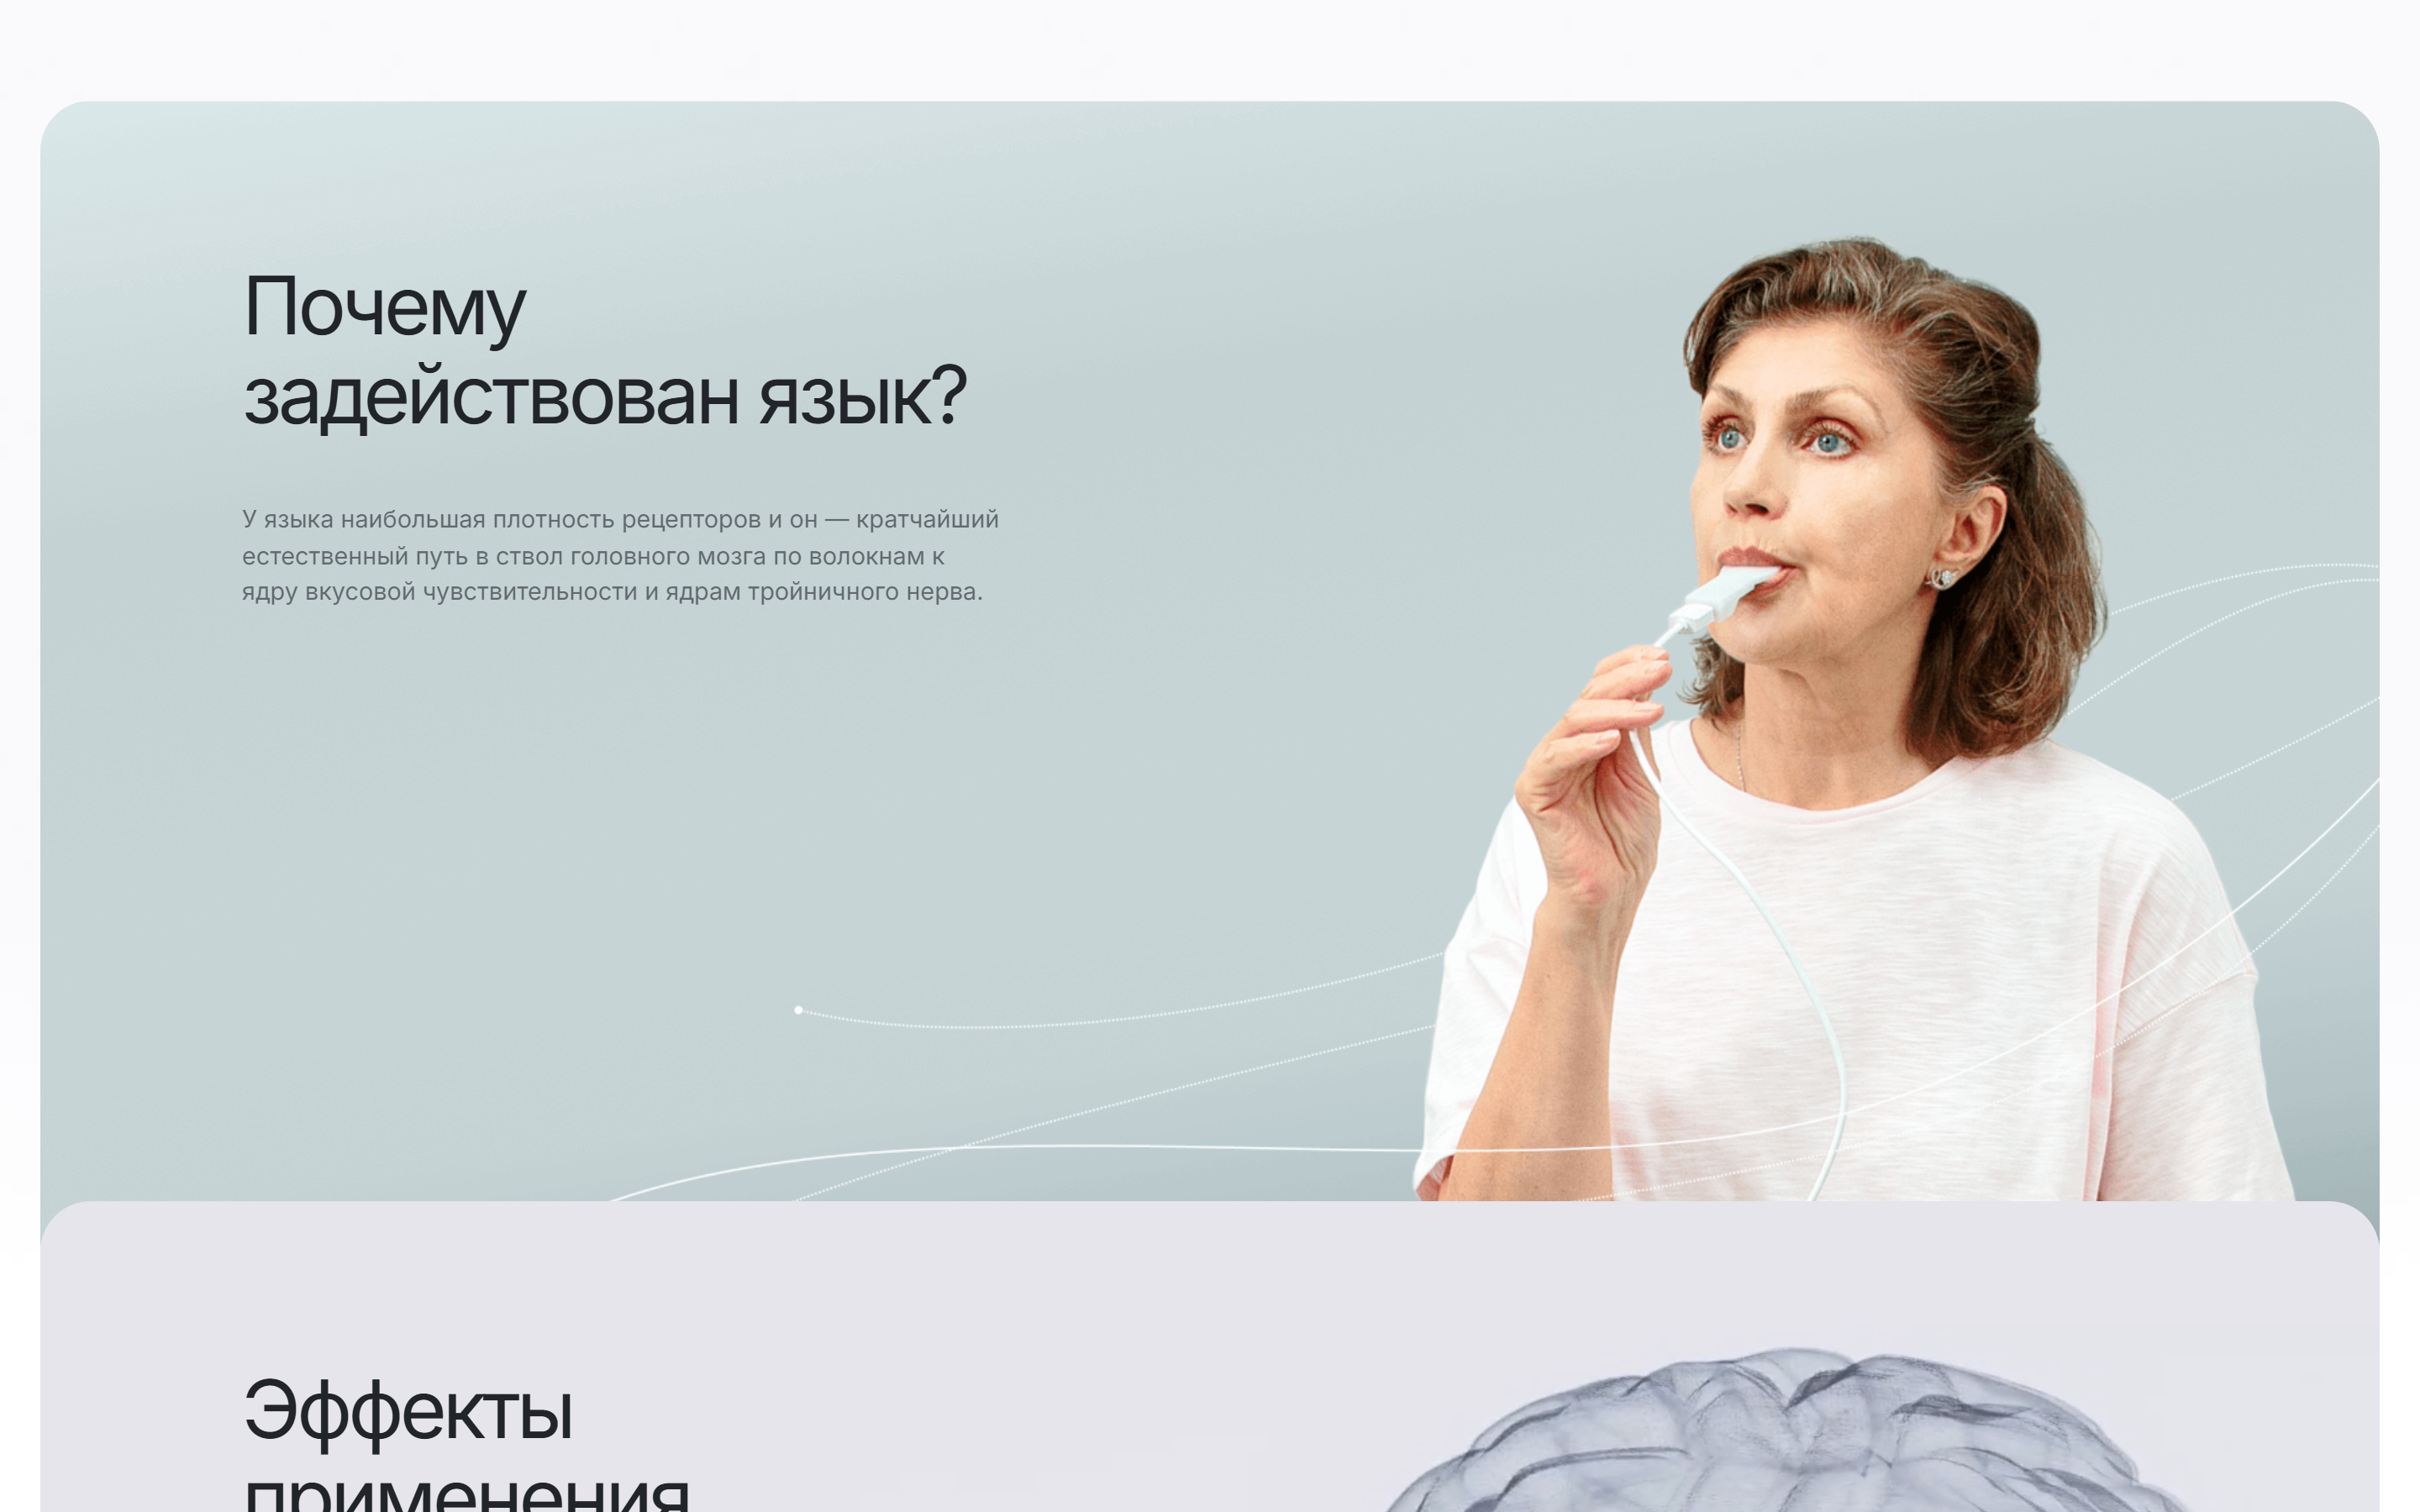 Почему
задействован язык?
У языка наибольшая плотность рецепторов и он — кратчайший
естественный путь в ствол головного мозга по волокнам к
ядру вкусовой чувствительности и ядрам тройничного нерва.
Эффекты
применения